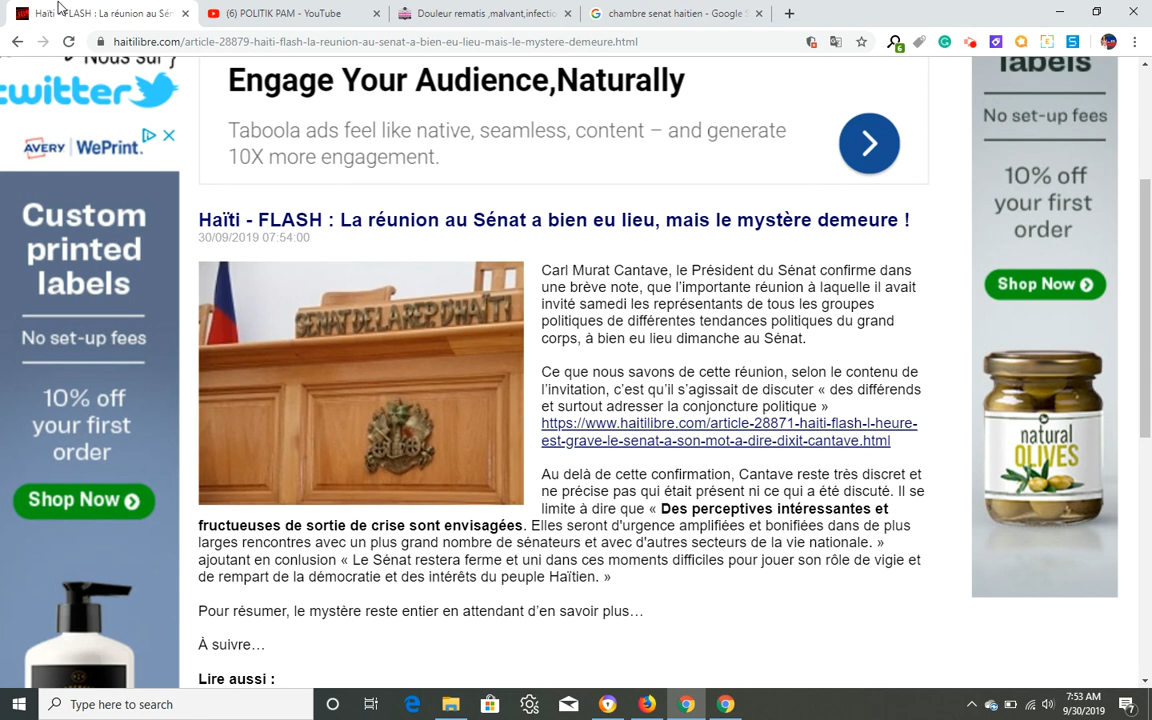 Haïti - FLASH : La réunion au Sén
(6) POLITIK PAM - YouTube
Douleur rematis ,malvant,infectio
chambre senat haitien - Google S
haitilibre.com/article-28879-haiti-flash-la-reunion-au-senat-a-bien-eu-lieu-mais-le-mystere-demeure.html
6
Nous sur }
twitter
AVERY | WePrint.
Custom
printed
labels
No set-up fees
10% off
your first
order
Shop Now
Engage Your Audience,Naturally
Taboola ads feel like native, seamless, content – and generate
10X more engagement.
Haïti - FLASH : La réunion au Sénat a bien eu lieu, mais le mystère demeure !
30/09/2019 07:54:00
SENAT DE LA REP D'HAITI
Carl Murat Cantave, le Président du Sénat confirme dans
une brève note, que l'importante réunion à laquelle il avait
invité samedi les représentants de tous les groupes
politiques de différentes tendances politiques du grand
corps, à bien eu lieu dimanche au Sénat.
Ce que nous savons de cette réunion, selon le contenu de
l'invitation, c'est qu'il s'agissait de discuter « des différends
et surtout adresser la conjoncture politique »
https://www.haitilibre.com/article-28871-haiti-flash-l-heure-
est-grave-le-senat-a-son-mot-a-dire-dixit-cantave.html
Au delà de cette confirmation, Cantave reste très discret et
ne précise pas qui était présent ni ce qui a été discuté. Il se
limite à dire que « Des perceptives intéressantes et
fructueuses de sortie de crise sont envisagées. Elles seront d'urgence amplifiées et bonifiées dans de plus
larges rencontres avec un plus grand nombre de sénateurs et avec d'autres secteurs de la vie nationale. »
ajoutant en conlusion « Le Sénat restera ferme et uni dans ces moments difficiles pour jouer son rôle de vigie et
de rempart de la démocratie et des intérêts du peuple Haïtien. »
Pour résumer, le mystère reste entier en attendant d'en savoir plus…
À suivre…
Lire aussi :
labels
No set-up fees
10% off
your first
order
Shop Now
natural
OLIVES
Type here to search
7:53 AM
9/30/2019
7